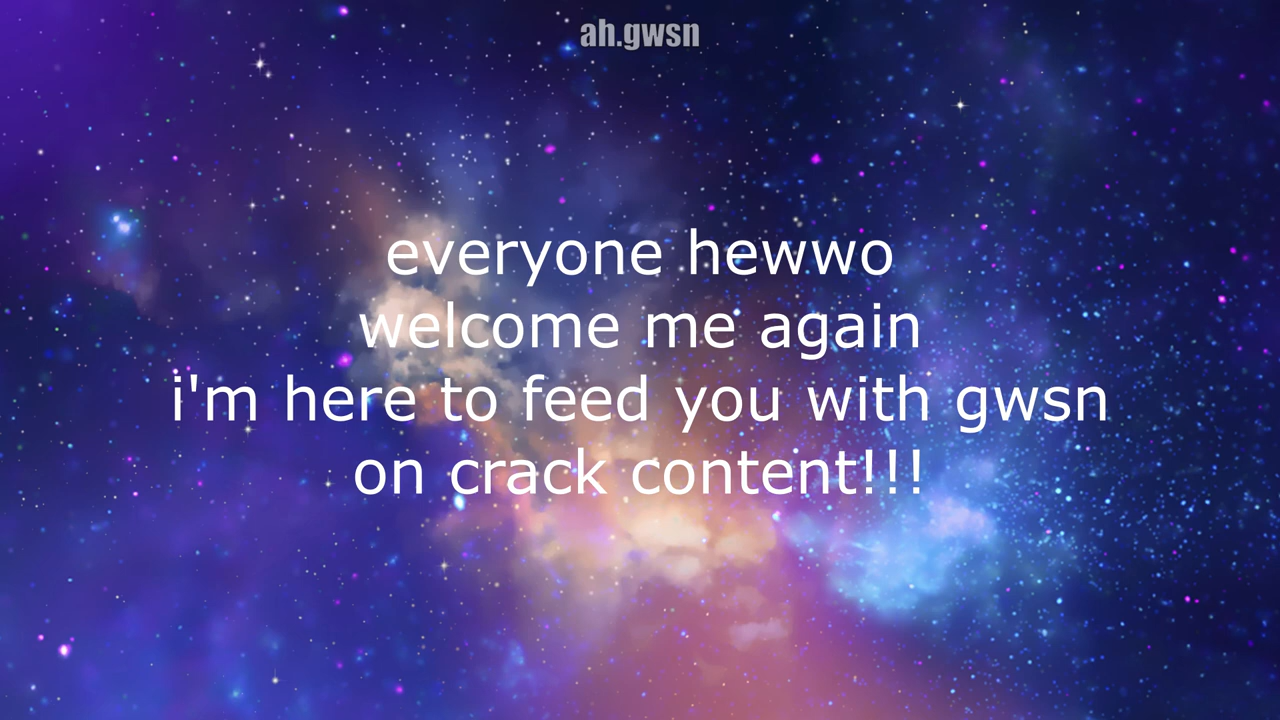 ah.gwsn
everyone hewwo
welcome me again
i'm here to feed you with gwsn
on crack content!!!